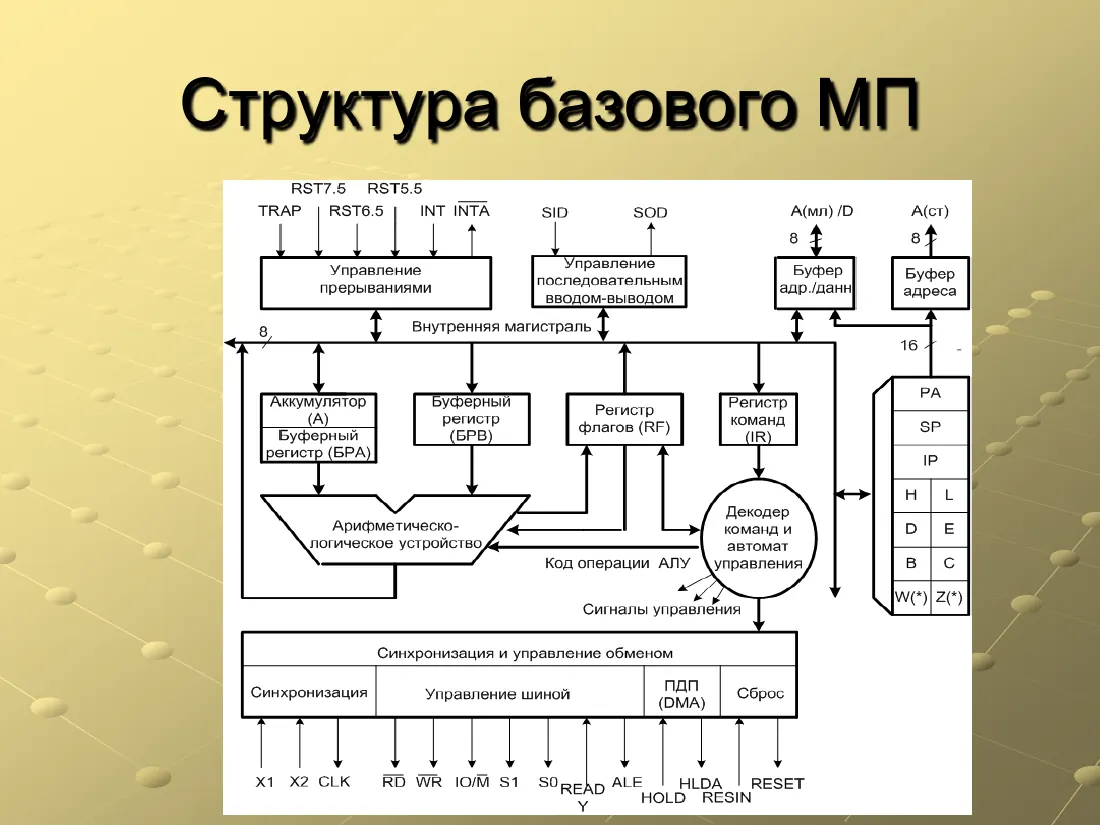 Структура базового МП
RST7.5 RST5.5
TRAP RST6.5 INT INTA
SID SOD
A(мл) /D A(ст)
8 8
Управление
прерываниями
Управление
последовательным
вводом-выводом
Буфер
адр./данн
Буфер
адреса
Внутренняя магистраль
8
16
-
Аккумулятор
(A)
Буферный
регистр (БРА)
Буферный
регистр
(БРВ)
Регистр
флагов (RF)
Регистр
команд
(IR)
PA
SP
IP
H L
D E
B C
W(*) Z(*)
Арифметическо-
логическое устройство
Декодер
команд и
автомат
управления
Код операции АЛУ
Сигналы управления
Синхронизация и управление обменом
Синхронизация
Управление шиной
ПДП
(DMA)
Сброс
X1 X2 CLK RD WR IO/M S1 S0 READ
Y ALE HOLD HLDA RESIN RESET